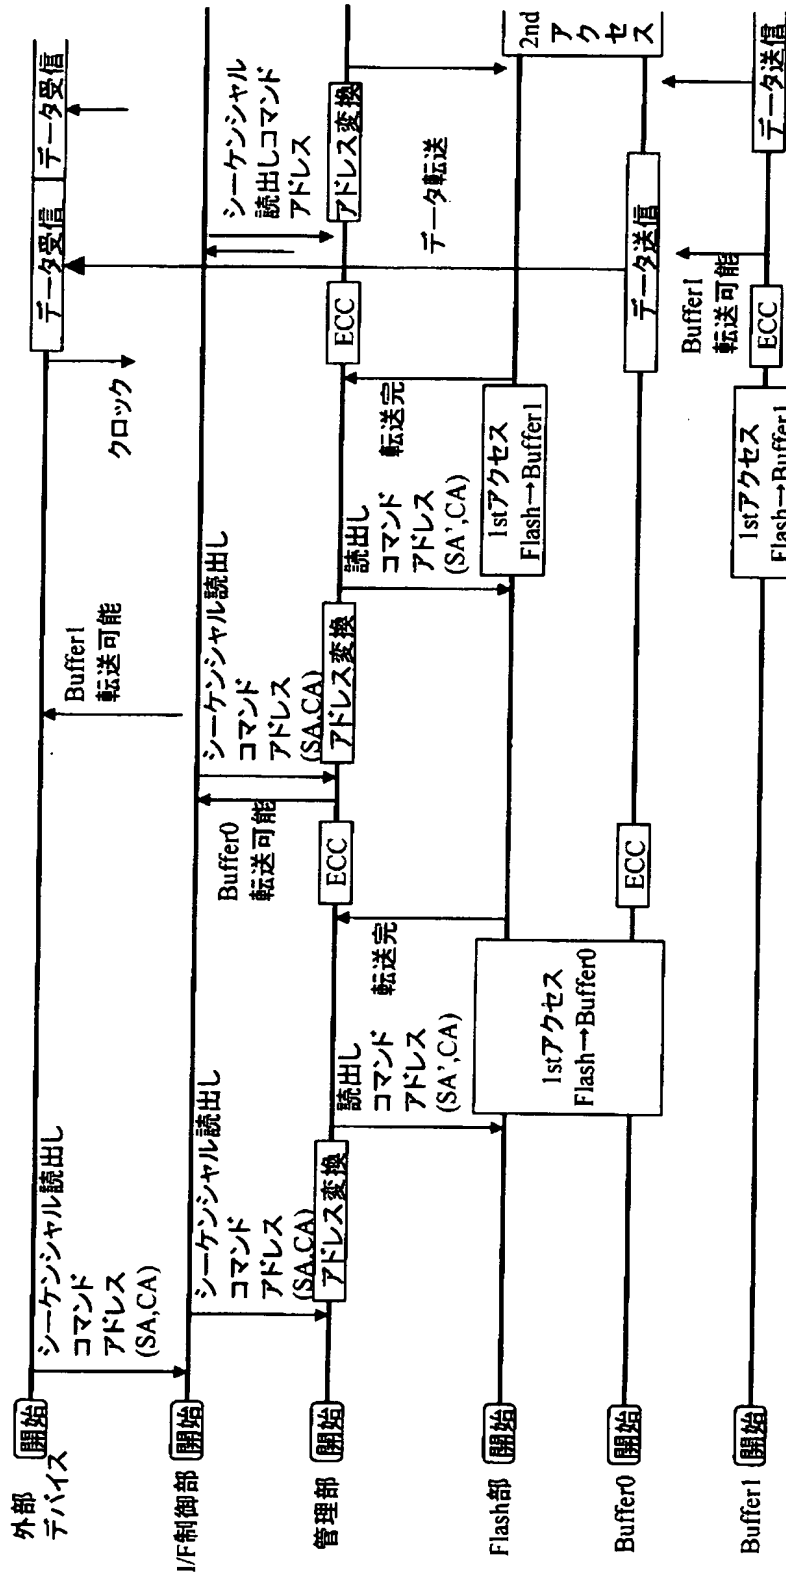 外部
デバイス
開始
シーケンシャル読出し
コマンド
アドレス
(SA,CA)
Buffer1
転送可能
クロック
データ受信
データ受信
I/F制御部
開始
シーケンシャル読出し
コマンド
アドレス
(SA,CA)
Buffer0
転送可能
シーケンシャル読出し
コマンド
アドレス
(SA,CA)
シーケンシャル
読出しコマンド
アドレス
管理部
開始
アドレス変換
読出し
コマンド
アドレス
(SA',CA)
転送完
ECC
アドレス変換
読出し
コマンド
アドレス
(SA',CA)
転送完
ECC
アドレス変換
データ転送
Flash部
開始
1stアクセス
Flash→Buffer0
1stアクセス
Flash→Buffer1
2nd
アクセス
Buffer0
開始
ECC
データ送信
Buffer1
転送可能
Buffer1
開始
1stアクセス
Flash→Buffer1
ECC
データ送信